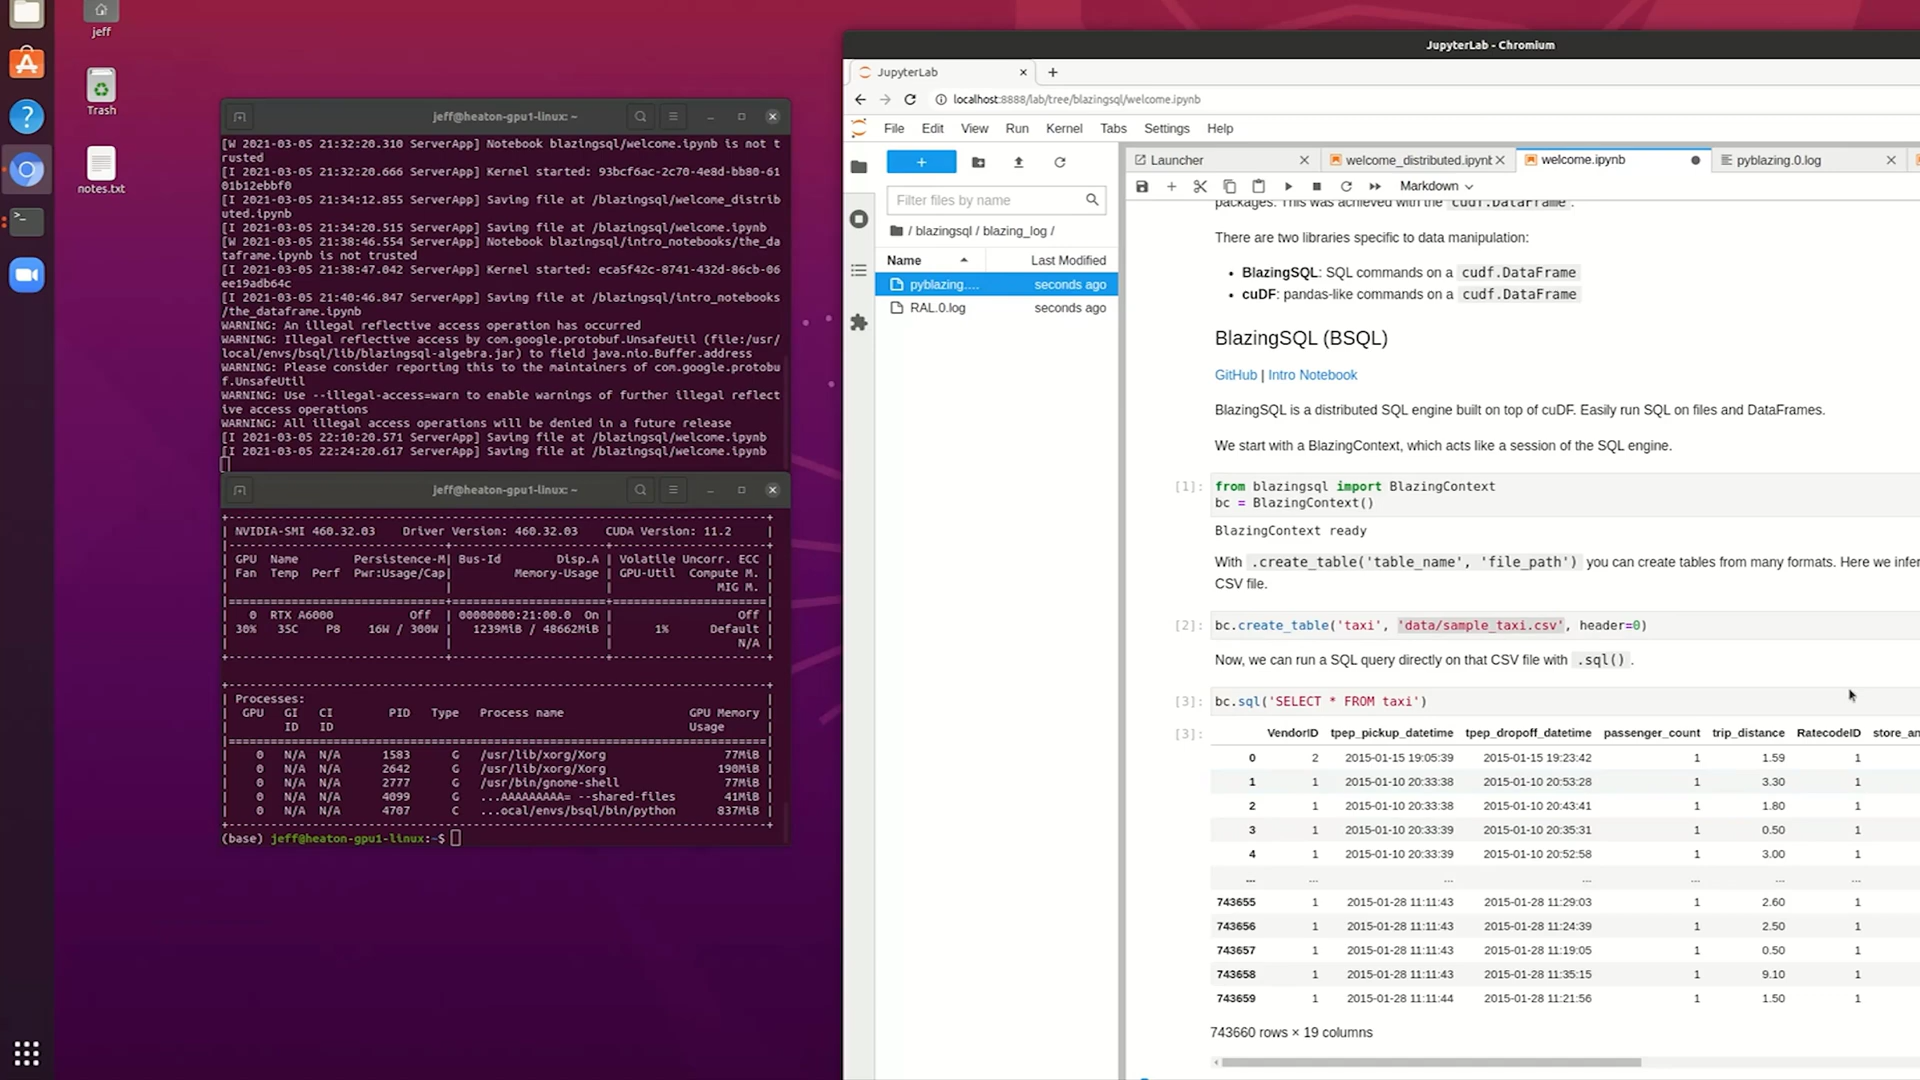 jeff
Trash
notes.txt
jeff@heaton-gpu1-linux: ~
[W 2021-03-05 21:32:20.310 ServerApp] Notebook blazingsql/welcome.ipynb is not t
rusted
[I 2021-03-05 21:32:20.666 ServerApp] Kernel started: 93bcf6ac-2c70-4e8d-bb80-61
01b12ebbf0
[I 2021-03-05 21:34:12.855 ServerApp] Saving file at /blazingsql/welcome_distrib
uted.ipynb
[I 2021-03-05 21:34:20.515 ServerApp] Saving file at /blazingsql/welcome.ipynb
[W 2021-03-05 21:38:46.554 ServerApp] Notebook blazingsql/intro_notebooks/the_da
taframe.ipynb is not trusted
[I 2021-03-05 21:38:47.042 ServerApp] Kernel started: eca5f42c-8741-432d-86cb-06
ee19adb64c
[I 2021-03-05 21:40:46.847 ServerApp] Saving file at /blazingsql/intro_notebooks
/the_dataframe.ipynb
WARNING: An illegal reflective access operation has occurred
WARNING: Illegal reflective access by com.google.protobuf.UnsafeUtil (file:/usr/
local/envs/bsql/lib/blazingsql-algebra.jar) to field java.nio.Buffer.address
WARNING: Please consider reporting this to the maintainers of com.google.protobu
f.UnsafeUtil
WARNING: Use --illegal-access=warn to enable warnings of further illegal reflect
ive access operations
WARNING: All illegal access operations will be denied in a future release
[I 2021-03-05 22:10:20.571 ServerApp] Saving file at /blazingsql/welcome.ipynb
[I 2021-03-05 22:24:20.617 ServerApp] Saving file at /blazingsql/welcome.ipynb
jeff@heaton-gpu1-linux: ~
NVIDIA-SMI 460.32.03 Driver Version: 460.32.03 CUDA Version: 11.2
GPU Name Persistence-M| Bus-Id Disp.A | Volatile Uncorr. ECC
Fan Temp Perf Pwr:Usage/Cap| Memory-Usage | GPU-Util Compute M.
MIG M.
0 RTX A6000 Off | 00000000:21:00.0 On | Off
30% 35C P8 16W / 300W | 1239MiB / 48662MiB | 1% Default
N/A
Processes:
GPU GI CI PID Type Process name GPU Memory
ID ID Usage
0 N/A N/A 1583 G /usr/lib/xorg/Xorg 77MiB
0 N/A N/A 2642 G /usr/lib/xorg/Xorg 190MiB
0 N/A N/A 2777 G /usr/bin/gnome-shell 77MiB
0 N/A N/A 4099 G ...AAAAAAAAA= --shared-files 41MiB
0 N/A N/A 4707 C ...ocal/envs/bsql/bin/python 837MiB
(base) jeff@heaton-gpu1-linux:~$
JupyterLab - Chromium
JupyterLab
localhost:8888/lab/tree/blazingsql/welcome.ipynb
File Edit View Run Kernel Tabs Settings Help
Filter files by name
/ blazingsql / blazing_log /
Name Last Modified
pyblazing.... seconds ago
RAL.0.log seconds ago
Launcher welcome_distributed.ipynt welcome.ipynb pyblazing.0.log
Markdown
packages. This was achieved with the cudf.DataFrame.
There are two libraries specific to data manipulation:
• BlazingSQL: SQL commands on a cudf.DataFrame
• cuDF: pandas-like commands on a cudf.DataFrame
BlazingSQL (BSQL)
GitHub | Intro Notebook
BlazingSQL is a distributed SQL engine built on top of cuDF. Easily run SQL on files and DataFrames.
We start with a BlazingContext, which acts like a session of the SQL engine.
[1]: from blazingsql import BlazingContext
bc = BlazingContext()
BlazingContext ready
With .create_table('table_name', 'file_path') you can create tables from many formats. Here we infer
CSV file.
[2]: bc.create_table('taxi', 'data/sample_taxi.csv', header=0)
Now, we can run a SQL query directly on that CSV file with .sql().
[3]: bc.sql('SELECT * FROM taxi')
[3]: VendorID tpep_pickup_datetime tpep_dropoff_datetime passenger_count trip_distance RatecodeID store_an
0 2 2015-01-15 19:05:39 2015-01-15 19:23:42 1 1.59 1
1 1 2015-01-10 20:33:38 2015-01-10 20:53:28 1 3.30 1
2 1 2015-01-10 20:33:38 2015-01-10 20:43:41 1 1.80 1
3 1 2015-01-10 20:33:39 2015-01-10 20:35:31 1 0.50 1
4 1 2015-01-10 20:33:39 2015-01-10 20:52:58 1 3.00 1
... ... ... ... ... ... ...
743655 1 2015-01-28 11:11:43 2015-01-28 11:29:03 1 2.60 1
743656 1 2015-01-28 11:11:43 2015-01-28 11:24:39 1 2.50 1
743657 1 2015-01-28 11:11:43 2015-01-28 11:19:05 1 0.50 1
743658 1 2015-01-28 11:11:43 2015-01-28 11:35:15 1 9.10 1
743659 1 2015-01-28 11:11:44 2015-01-28 11:21:56 1 1.50 1
743660 rows × 19 columns